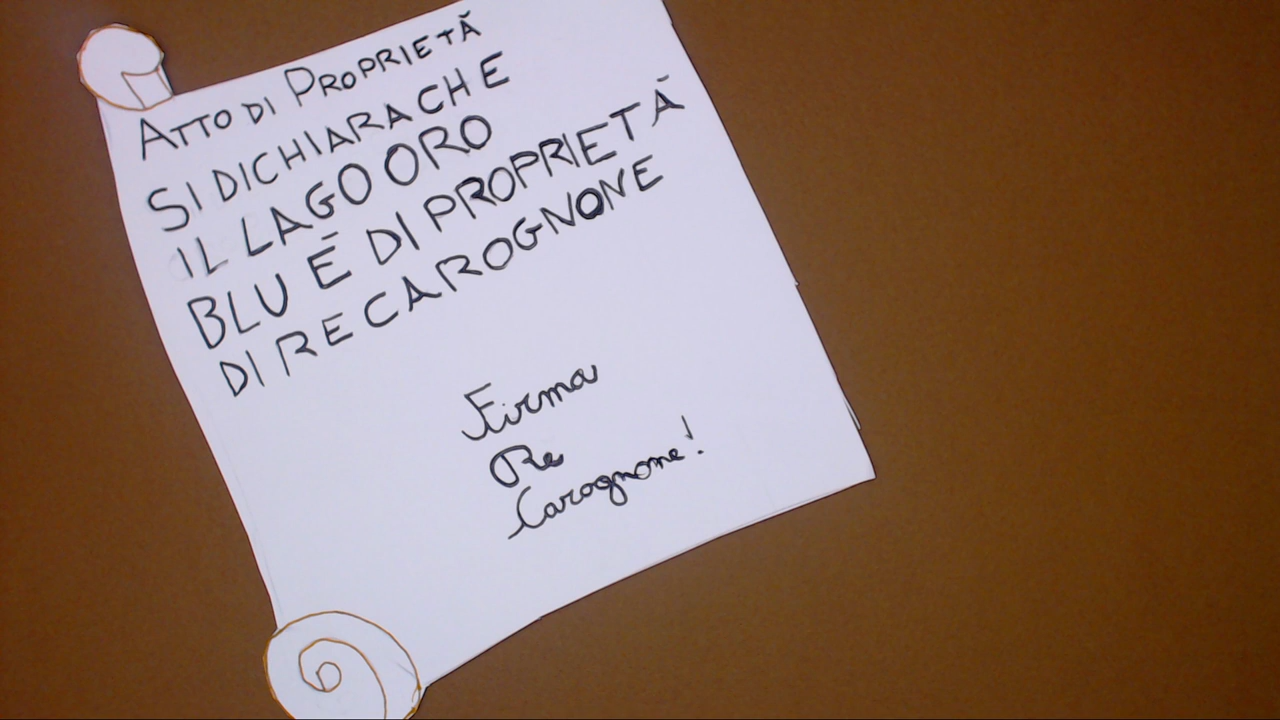 ATTO DI PROPRIETÀ
SI DICHIARA CHE
IL LAGO ORO
BLU È DI PROPRIETÀ
DI RE CAROGNONE
Firma
Re
Carognone!